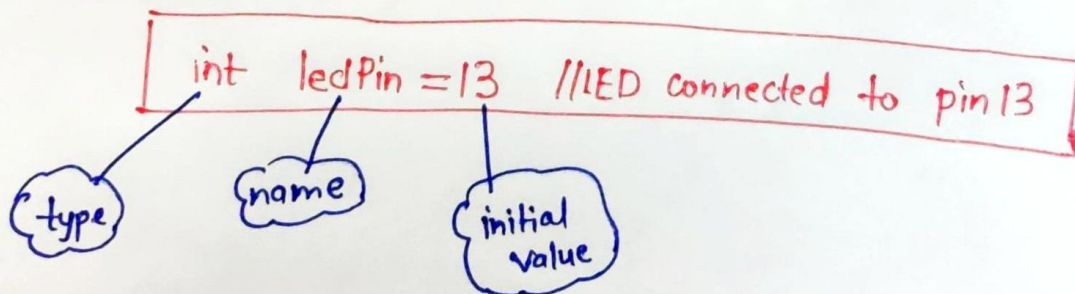 int ledPin = 13 //LED connected to pin 13
type
name
initial
value